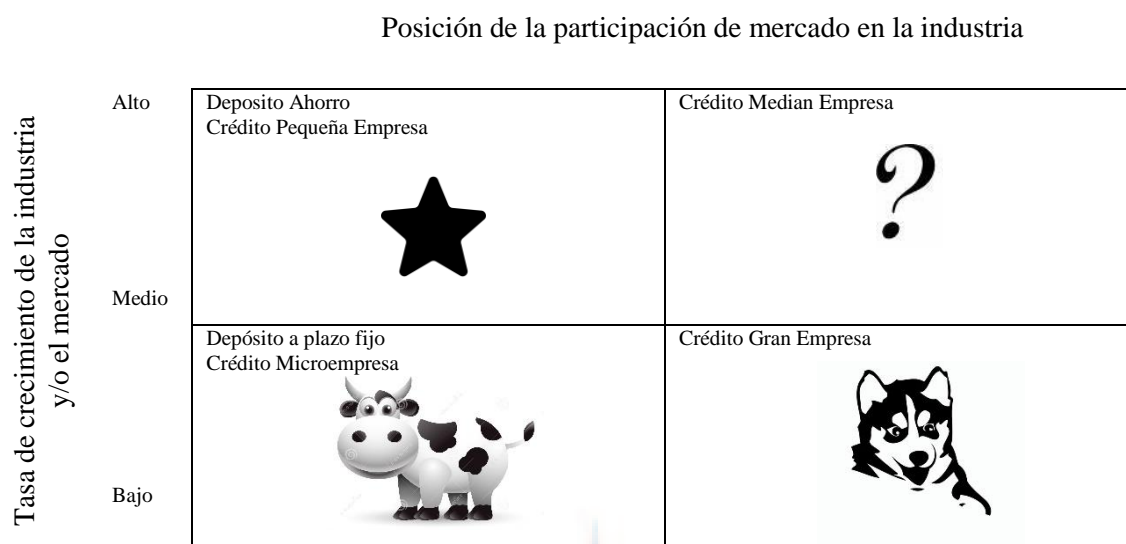 Posición de la participación de mercado en la industria
Tasa de crecimiento de la industria
y/o el mercado
Alto
Deposito Ahorro
Crédito Pequeña Empresa
Crédito Median Empresa
?
Medio
Depósito a plazo fijo
Crédito Microempresa
Crédito Gran Empresa
Bajo